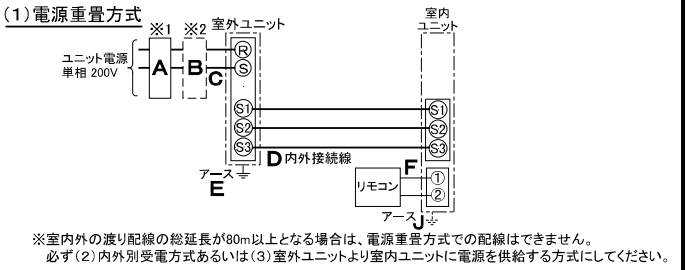 (1)電源重畳方式
※1 ※2 室外ユニット
室内
ユニット
ユニット電源
単相 200V
A
B
C
R
S
S1
S2
S3
S1
S2
S3
D 内外接続線
アース
E
リモコン
F
①
②
アース
J
※室内外の渡り配線の総延長が80m以上となる場合は、電源重畳方式での配線はできません。
必ず(2)内外別受電方式あるいは(3)室外ユニットより室内ユニットに電源を供給する方式にしてください。